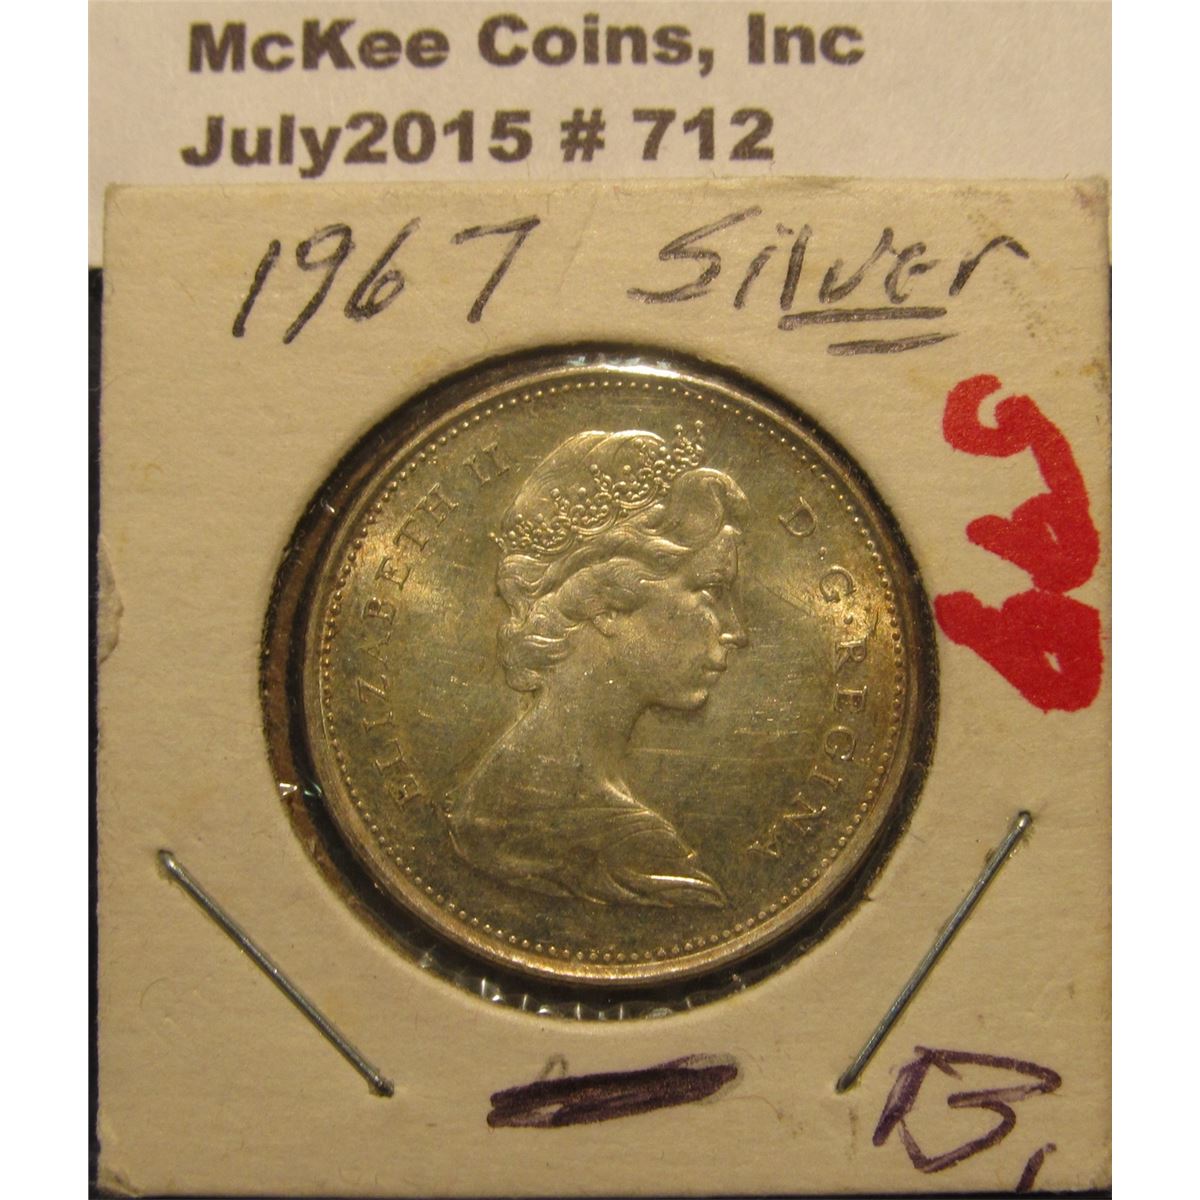 McKee Coins, Inc
July2015 # 712
1967 Silver
ELIZABETH II D·G·REGINA